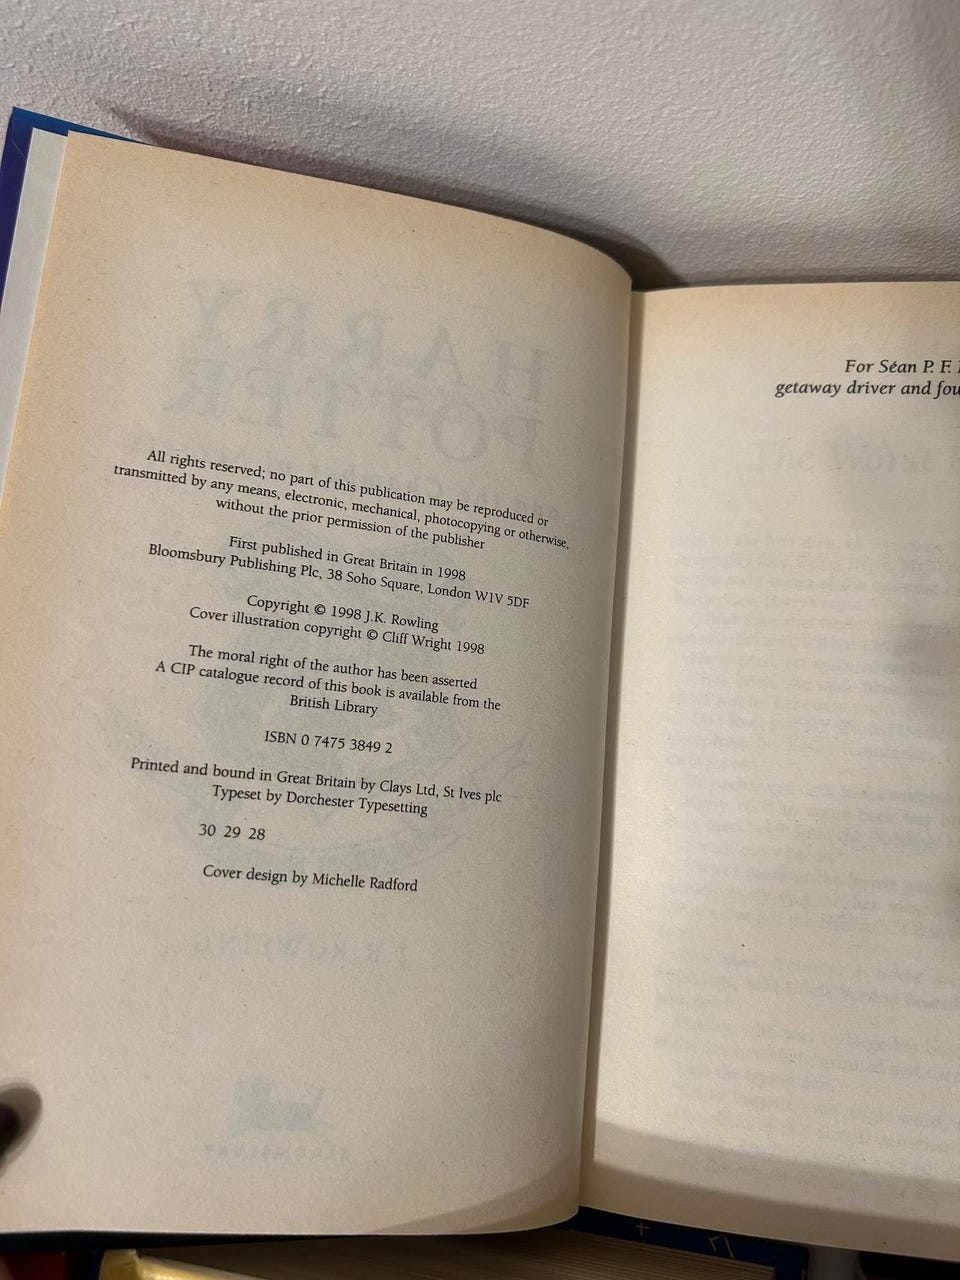 All rights reserved; no part of this publication may be reproduced or
transmitted by any means, electronic, mechanical, photocopying or otherwise,
without the prior permission of the publisher
First published in Great Britain in 1998
Bloomsbury Publishing Plc, 38 Soho Square, London W1V 5DF
Copyright © 1998 J.K. Rowling
Cover illustration copyright © Cliff Wright 1998
The moral right of the author has been asserted
A CIP catalogue record of this book is available from the
British Library
ISBN 0 7475 3849 2
Printed and bound in Great Britain by Clays Ltd, St Ives plc
Typeset by Dorchester Typesetting
30 29 28
Cover design by Michelle Radford
HARRY
POTTER
J.K. ROWLING
BLOOMSBURY
For Séan P. F.
getaway driver and fou